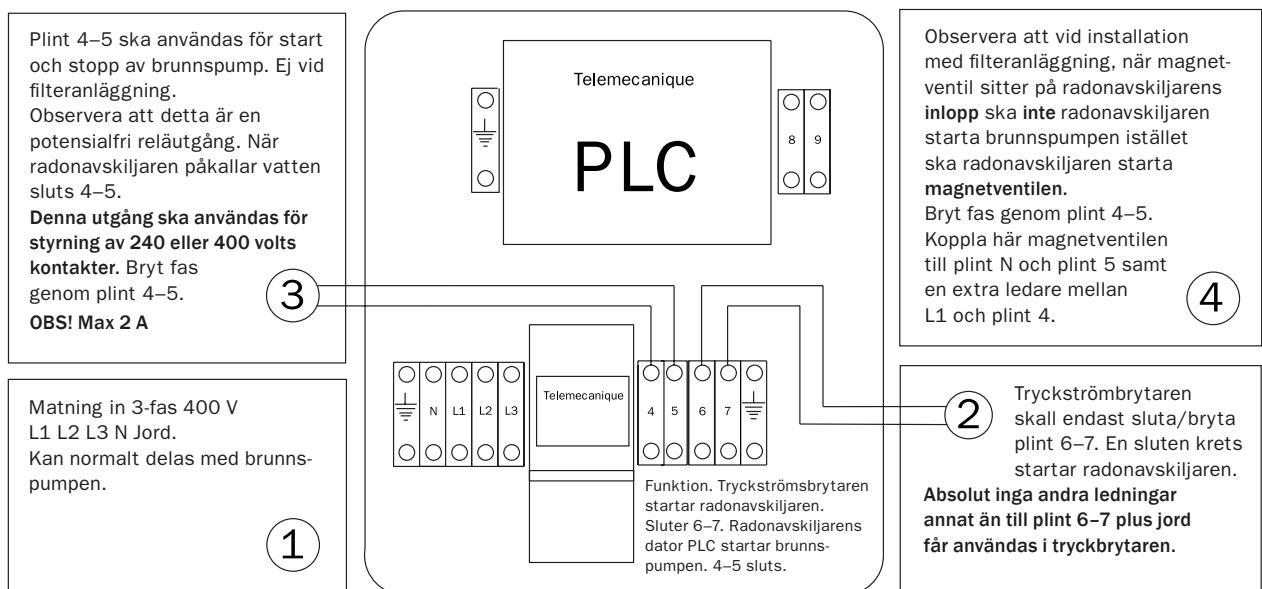 Plint 4–5 ska användas för start
och stopp av brunnspump. Ej vid
filteranläggning.
Observera att detta är en
potensialfri reläutgång. När
radonavskiljaren påkallar vatten
sluts 4–5.
Denna utgång ska användas för
styrning av 240 eller 400 volts
kontakter. Bryt fas
genom plint 4–5.
OBS! Max 2 A
3
Matning in 3-fas 400 V
L1 L2 L3 N Jord.
Kan normalt delas med brunns-
pumpen.
1
Telemecanique
PLC
8 9
N L1 L2 L3
Telemecanique
4 5 6 7
Funktion. Tryckströmsbrytaren
startar radonavskiljaren.
Sluter 6–7. Radonavskiljarens
dator PLC startar brunns-
pumpen. 4–5 sluts.
Observera att vid installation
med filteranläggning, när magnet-
ventil sitter på radonavskiljarens
inlopp ska inte radonavskiljaren
starta brunnspumpen istället
ska radonavskiljaren starta
magnetventilen.
Bryt fas genom plint 4–5.
Koppla här magnetventilen
till plint N och plint 5 samt
en extra ledare mellan
L1 och plint 4.
4
2
Tryckströmbrytaren
skall endast sluta/bryta
plint 6–7. En sluten krets
startar radonavskiljaren.
Absolut inga andra ledningar
annat än till plint 6–7 plus jord
får användas i tryckbrytaren.